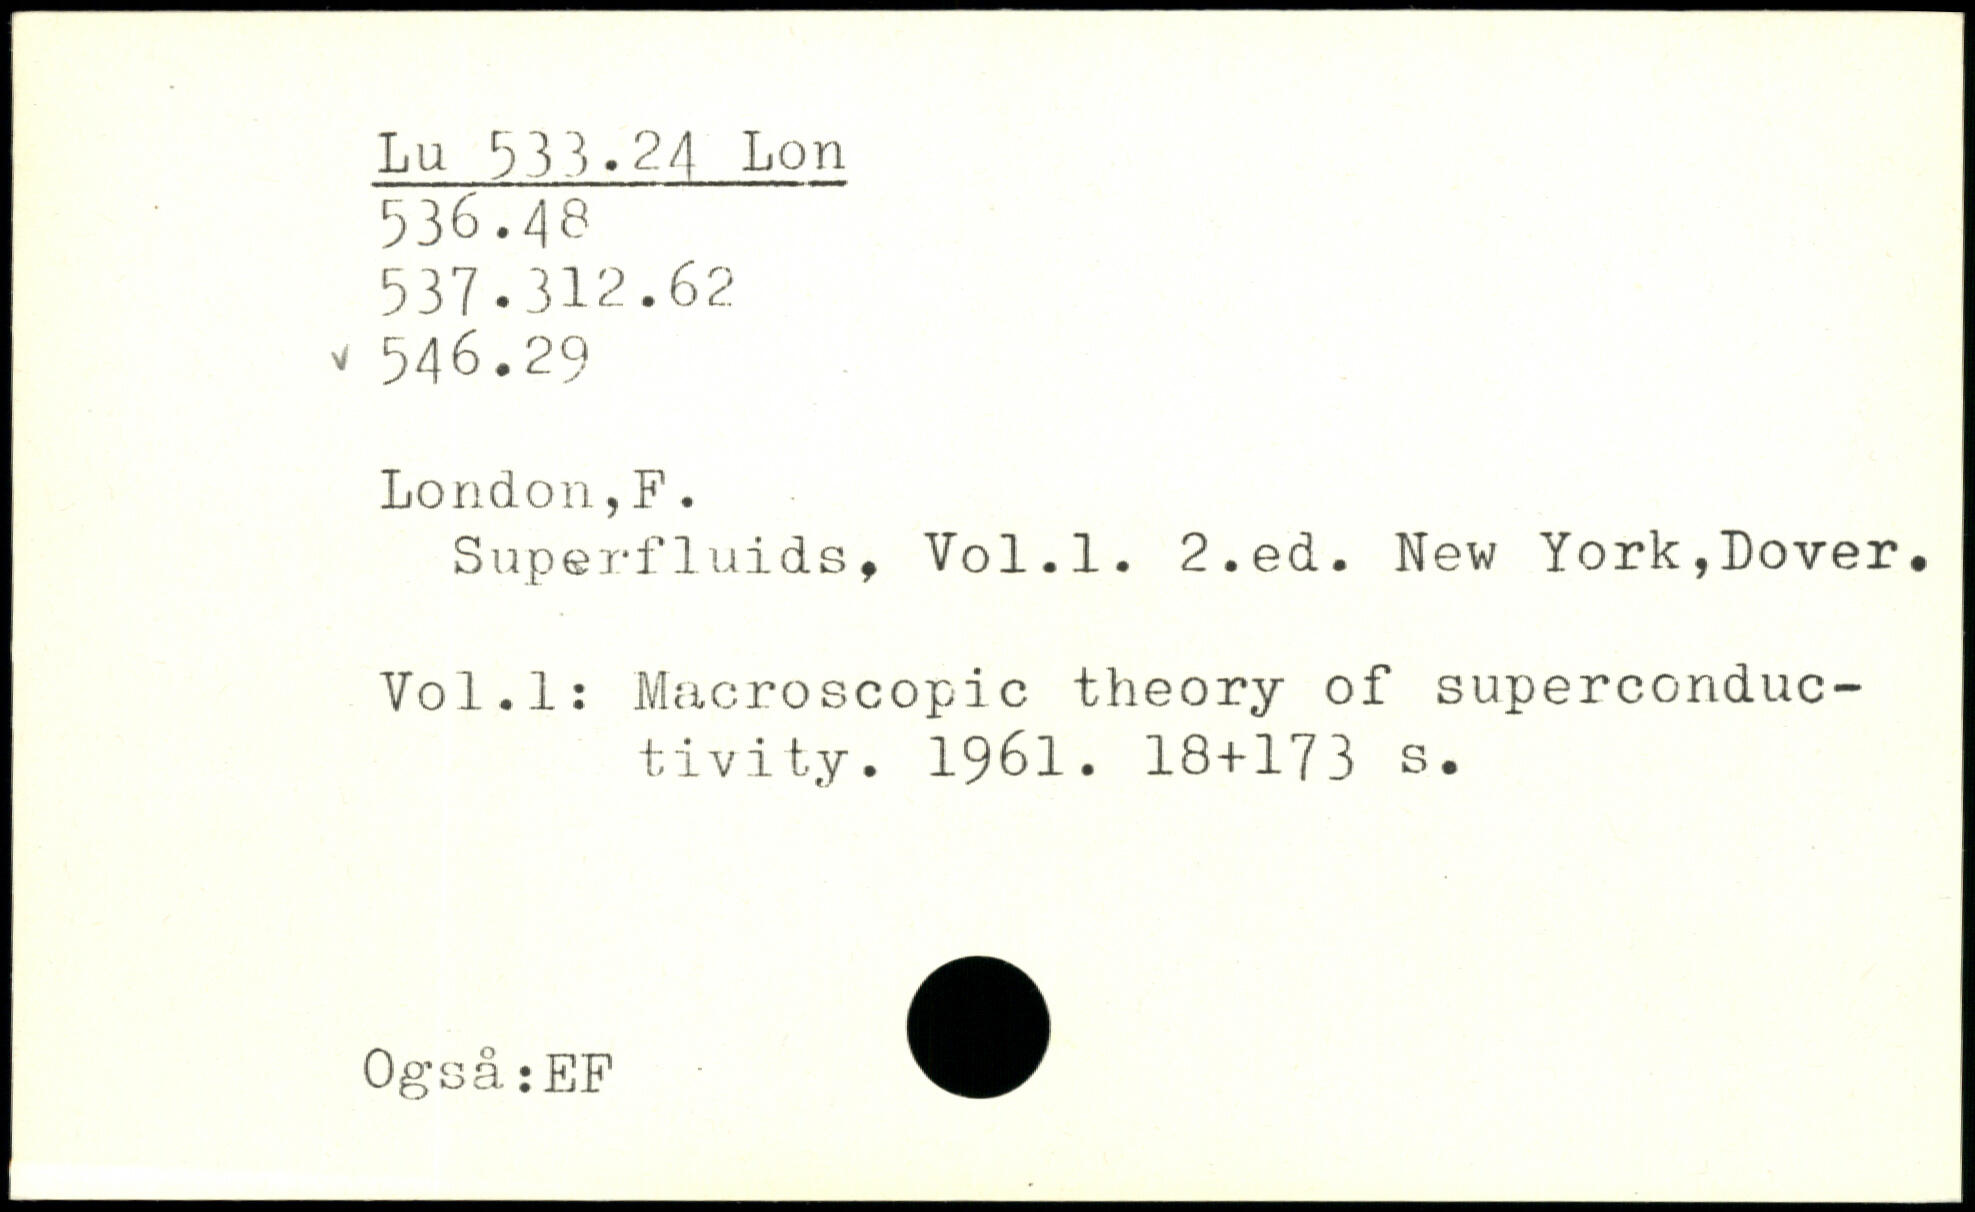 Lu 533.24 Lon
536.48
537.312.62
✓ 546.29
London,F.
Superfluids, Vol.1. 2.ed. New York,Dover.
Vol.1: Macroscopic theory of superconduc-
tivity. 1961. 18+173 s.
Også:EF